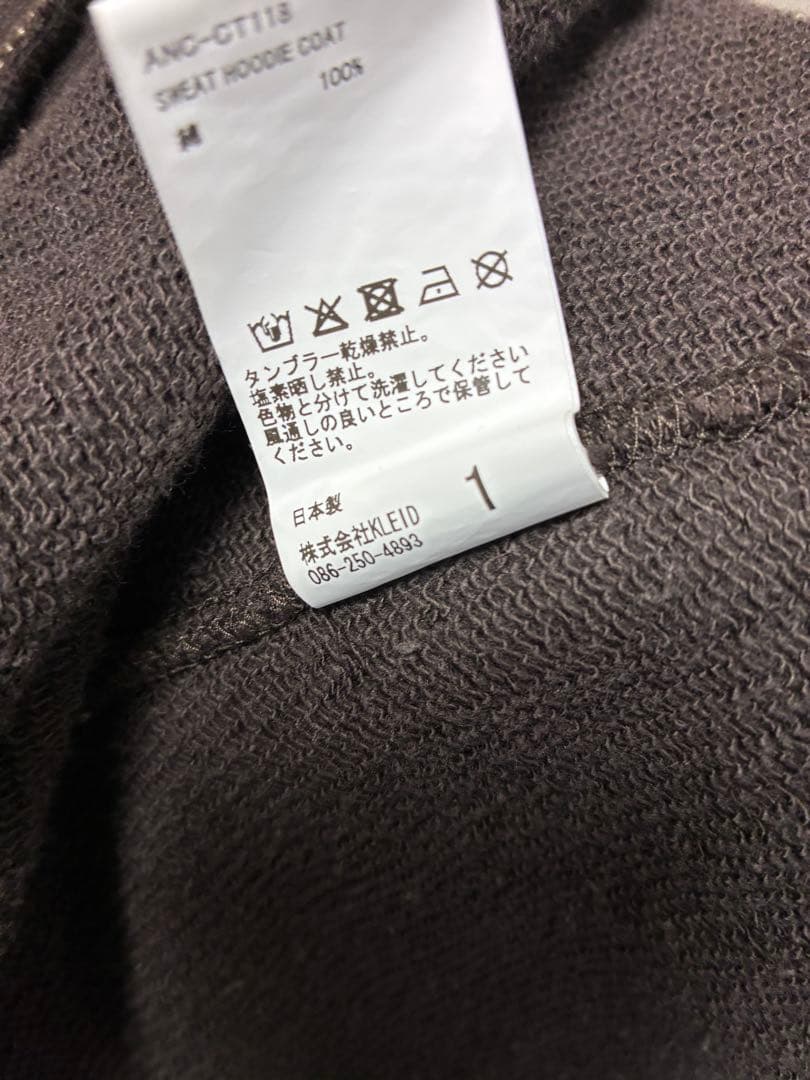 ANC-CT118
SWEAT HOODIE COAT
綿 100%
タンブラー乾燥禁止。
塩素晒し禁止。
色物と分けて洗濯してください
風通しの良いところで保管して
ください。
日本製
1
株式会社KLEID
086-250-4893